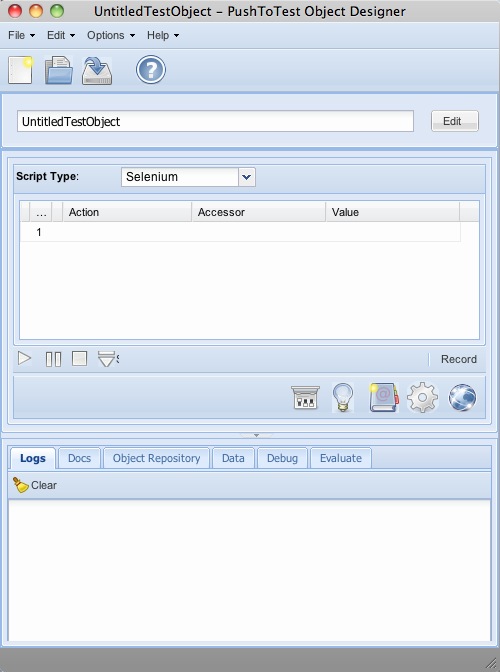 UntitledTestObject – PushToTest Object Designer
File Edit Options Help
UntitledTestObject Edit
Script Type: Selenium
... Action Accessor Value
1
Record
Logs Docs Object Repository Data Debug Evaluate
Clear